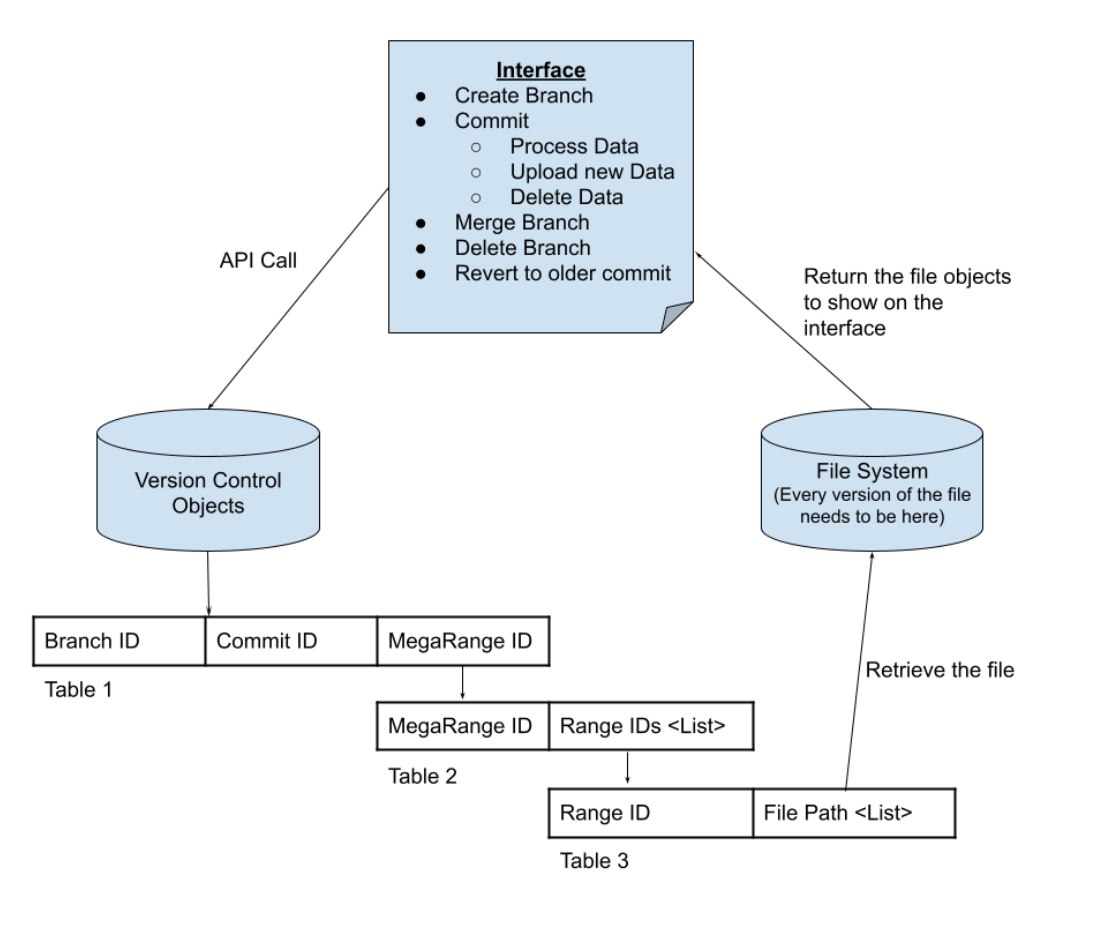 Interface
● Create Branch
● Commit
○ Process Data
○ Upload new Data
○ Delete Data
● Merge Branch
● Delete Branch
● Revert to older commit
API Call
Return the file objects
to show on the
interface
Version Control
Objects
File System
(Every version of the file
needs to be here)
Branch ID
Commit ID
MegaRange ID
Table 1
Retrieve the file
MegaRange ID
Range IDs <List>
Table 2
Range ID
File Path <List>
Table 3